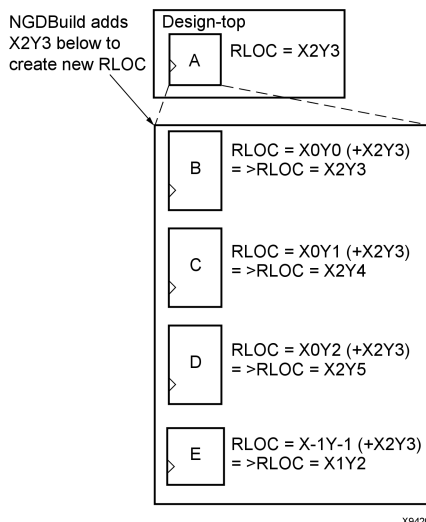 NGDBuild adds
X2Y3 below to
create new RLOC
Design-top
A
RLOC = X2Y3
B
RLOC = X0Y0 (+X2Y3)
= >RLOC = X2Y3
C
RLOC = X0Y1 (+X2Y3)
= >RLOC = X2Y4
D
RLOC = X0Y2 (+X2Y3)
= >RLOC = X2Y5
E
RLOC = X-1Y-1 (+X2Y3)
= >RLOC = X1Y2